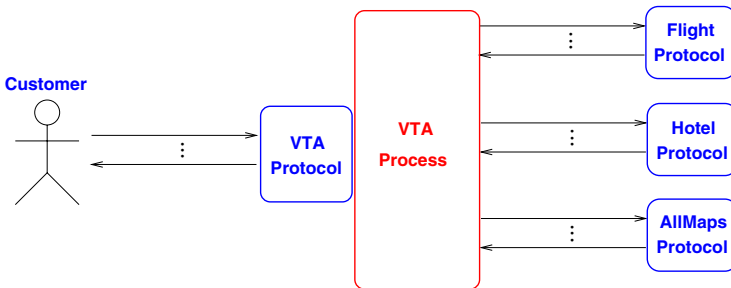 Customer
VTA
Protocol
VTA
Process
Flight
Protocol
Hotel
Protocol
AllMaps
Protocol